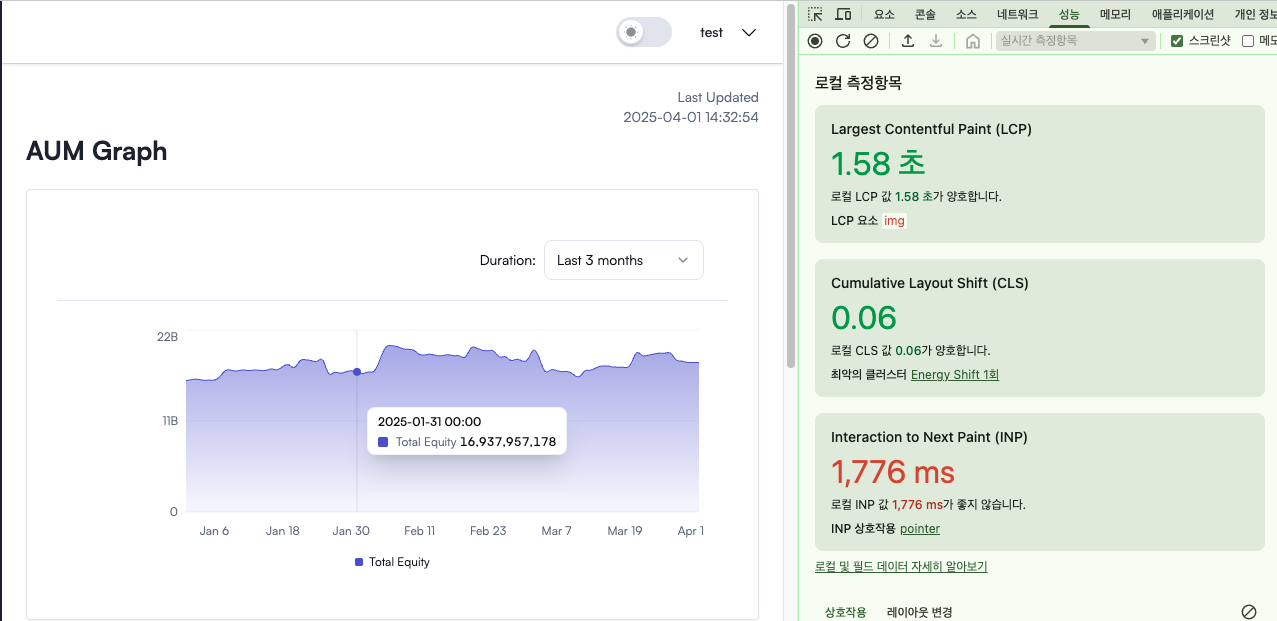 test
Last Updated
2025-04-01 14:32:54
AUM Graph
Duration: Last 3 months
22B
11B
0
2025-01-31 00:00
Total Equity 16,937,957,178
Jan 6 Jan 18 Jan 30 Feb 11 Feb 23 Mar 7 Mar 19 Apr 1
Total Equity
요소 콘솔 소스 네트워크 성능 메모리 애플리케이션 개인 정보
실시간 측정항목 스크린샷 메모
로컬 측정항목
Largest Contentful Paint (LCP)
1.58 초
로컬 LCP 값 1.58 초가 양호합니다.
LCP 요소 img
Cumulative Layout Shift (CLS)
0.06
로컬 CLS 값 0.06가 양호합니다.
최악의 클러스터 Energy Shift 1회
Interaction to Next Paint (INP)
1,776 ms
로컬 INP 값 1,776 ms가 좋지 않습니다.
INP 상호작용 pointer
로컬 및 필드 데이터 자세히 알아보기
상호작용 레이아웃 변경